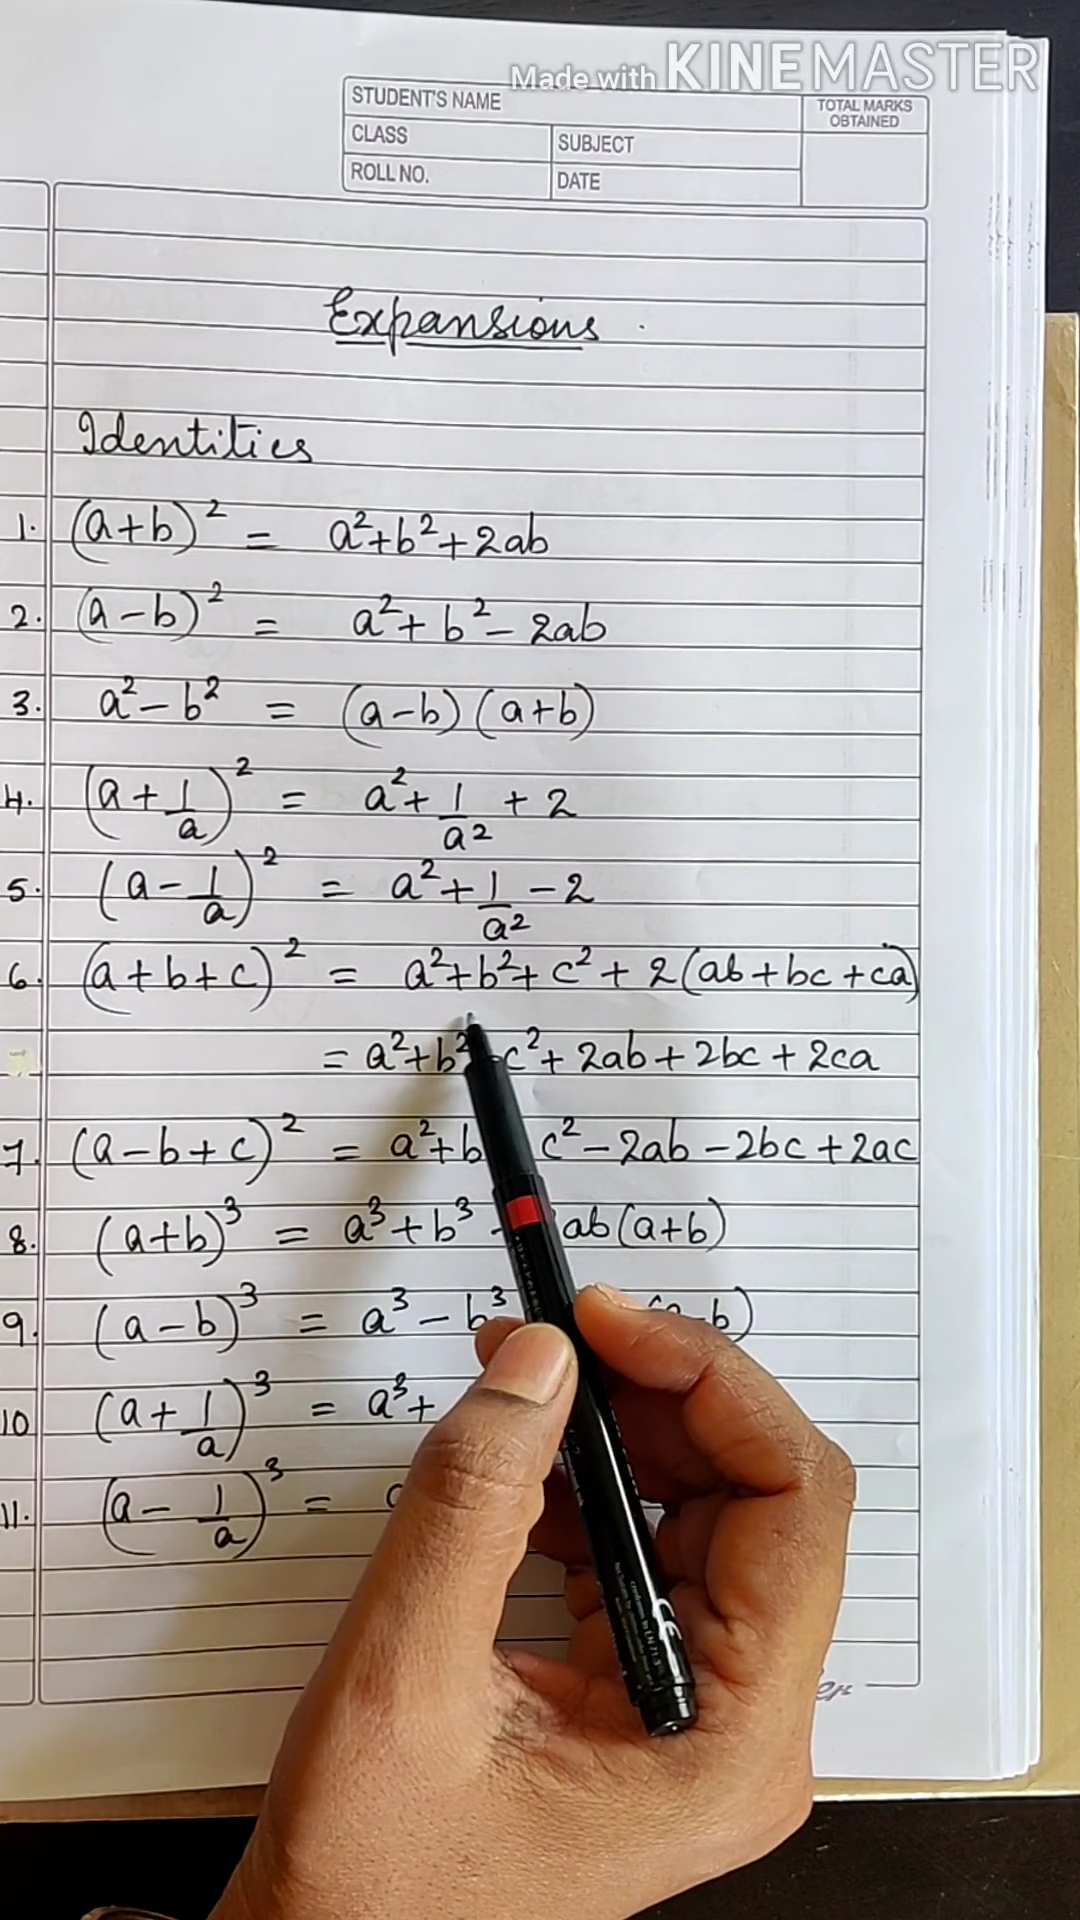 Made with KINEMASTER
STUDENT'S NAME
TOTAL MARKS OBTAINED
CLASS
SUBJECT
ROLL NO.
DATE
Expansions
Identities
1. (a+b)² = a²+b²+2ab
2. (a-b)² = a²+b²-2ab
3. a²-b² = (a-b)(a+b)
4. (a+1/a)² = a²+1/a²+2
5. (a-1/a)² = a²+1/a²-2
6. (a+b+c)² = a²+b²+c²+2(ab+bc+ca)
= a²+b² c²+2ab+2bc+2ca
7. (a-b+c)² = a²+b c²-2ab-2bc+2ac
8. (a+b)³ = a³+b³ ab(a+b)
9. (a-b)³ = a³-b³ -b)
10 (a+1/a)³ = a³+
11. (a-1/a)³ =